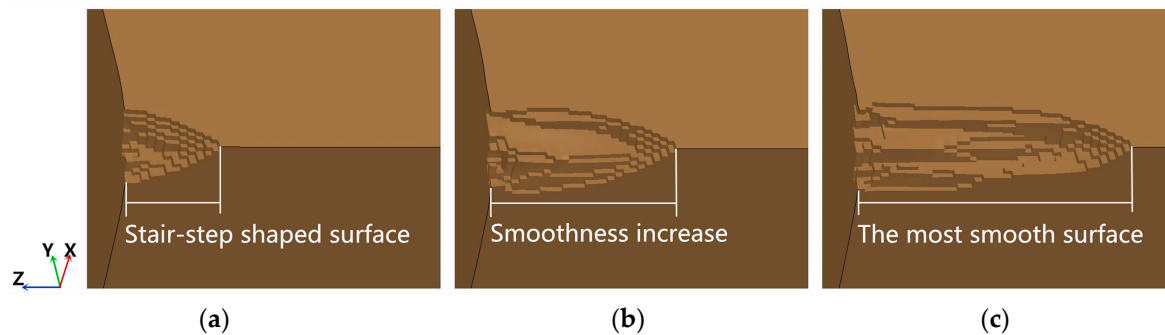 Stair-step shaped surface
Smoothness increase
The most smooth surface
Y X
Z
(a)
(b)
(c)